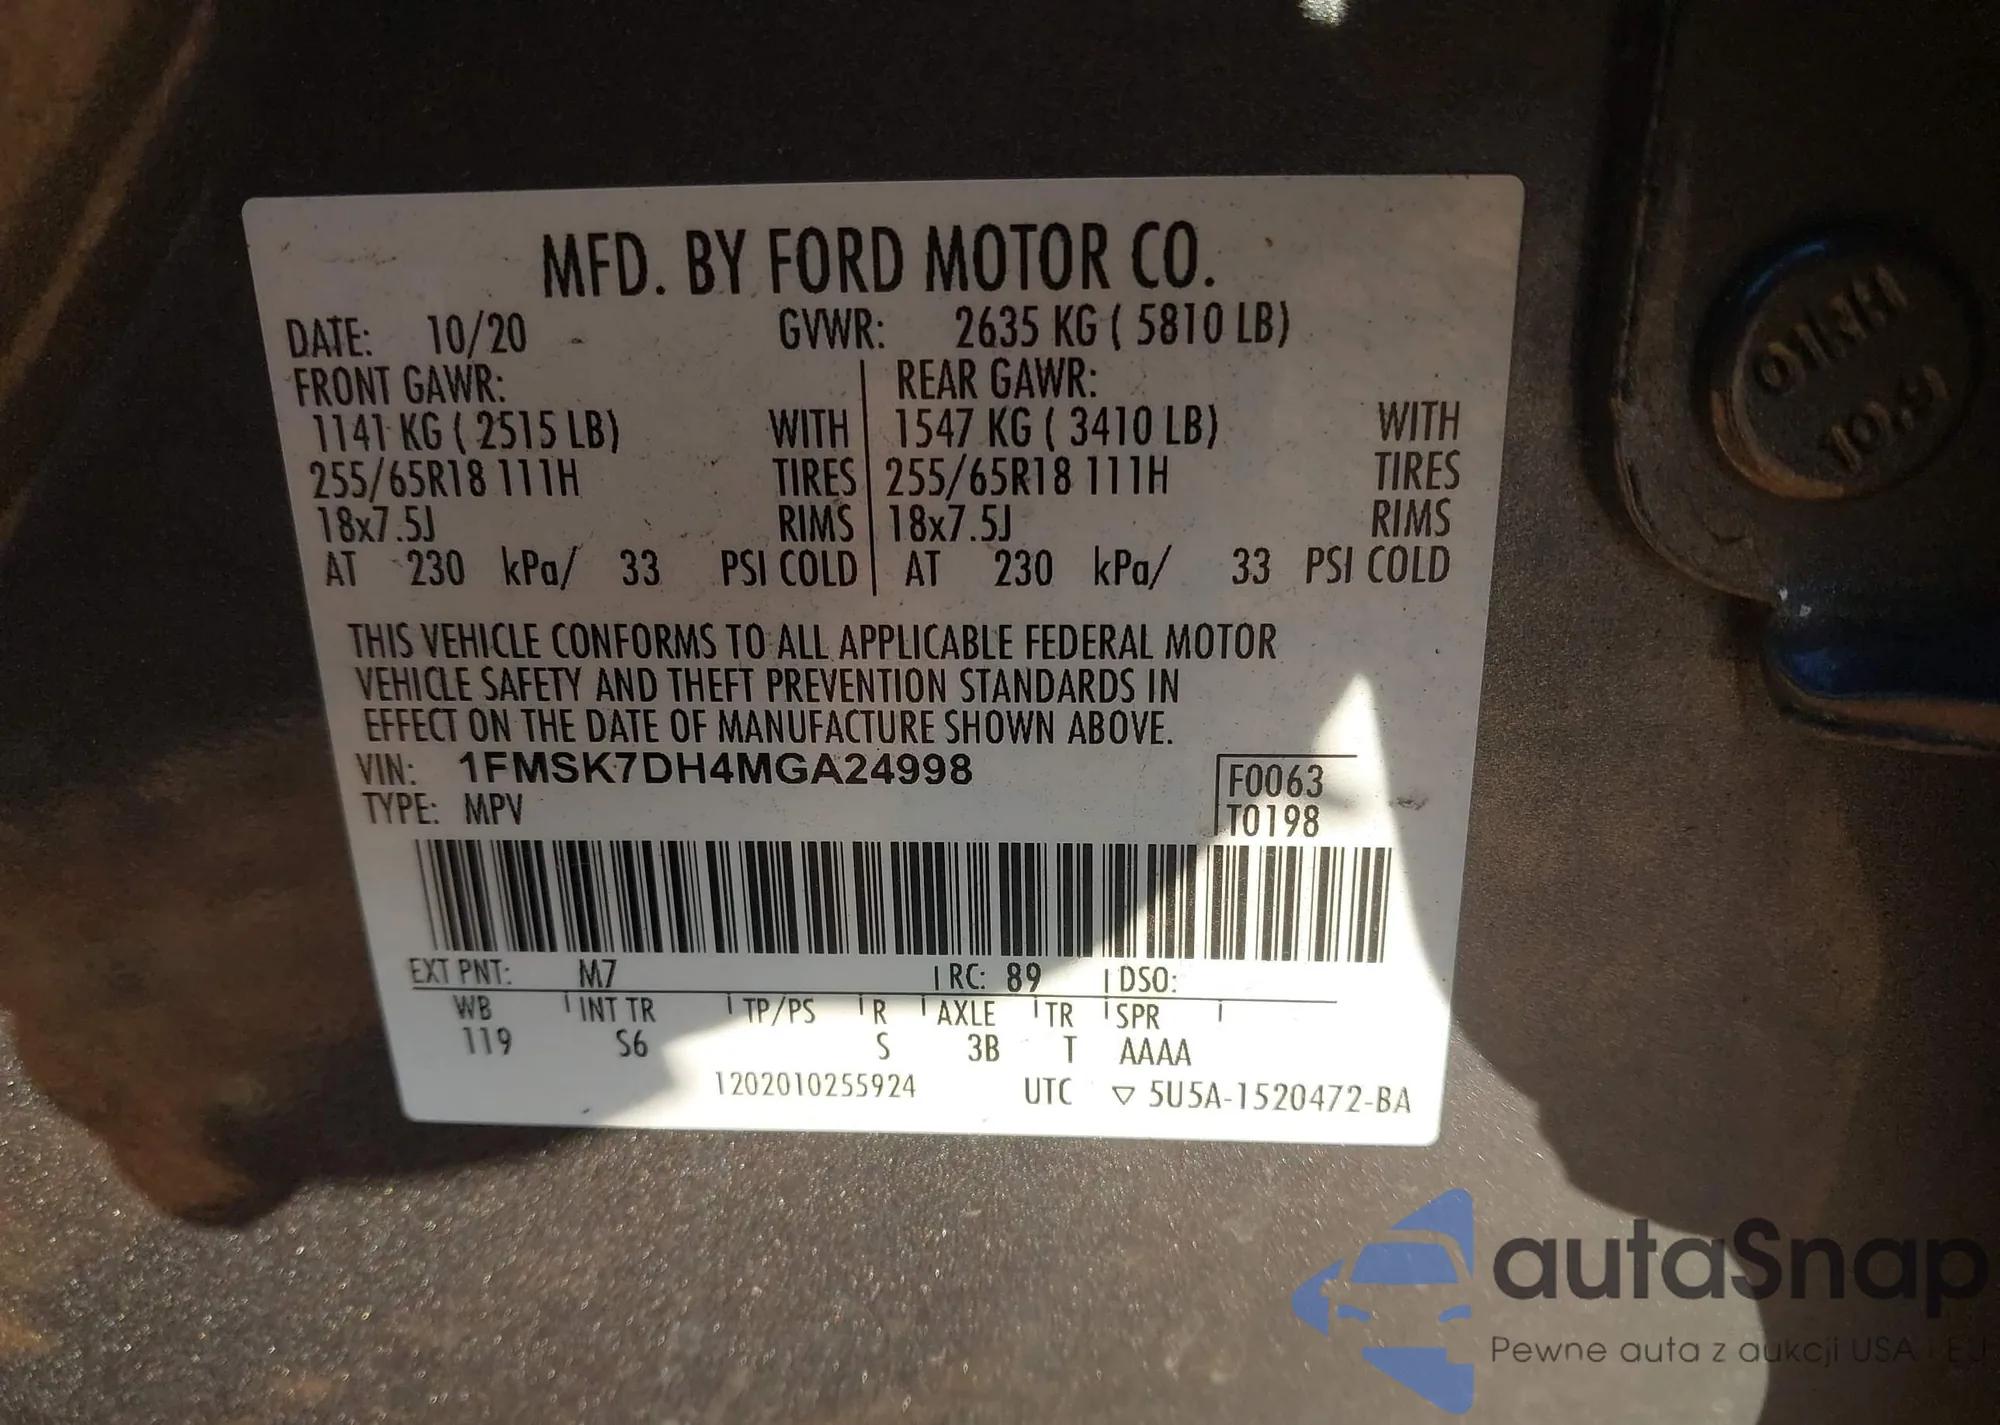 MFD. BY FORD MOTOR CO.
DATE: 10/20 GVWR: 2635 KG ( 5810 LB)
FRONT GAWR: REAR GAWR:
1141 KG ( 2515 LB) WITH 1547 KG ( 3410 LB) WITH
255/65R18 111H TIRES 255/65R18 111H TIRES
18x7.5J RIMS 18x7.5J RIMS
AT 230 kPa/ 33 PSI COLD AT 230 kPa/ 33 PSI COLD
THIS VEHICLE CONFORMS TO ALL APPLICABLE FEDERAL MOTOR
VEHICLE SAFETY AND THEFT PREVENTION STANDARDS IN
EFFECT ON THE DATE OF MANUFACTURE SHOWN ABOVE.
VIN: 1FMSK7DH4MGA24998
F0063
TYPE: MPV
T0198
EXT PNT: M7 RC: 89 DSO:
WB INT TR TP/PS R AXLE TR SPR
119 S6 S 3B T AAAA
1202010255924 UTC ▽ 5U5A-1520472-BA
autaSnap
Pewne auta z aukcji USA i EU